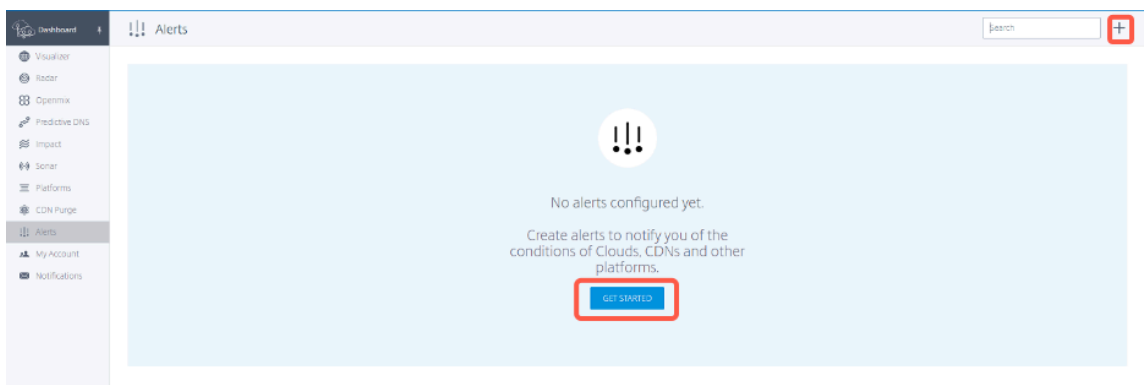 Dashboard
Alerts
Search
Visualizer
Radar
Openmix
Predictive DNS
Impact
Sonar
Platforms
CDN Purge
Alerts
My Account
Notifications
No alerts configured yet.
Create alerts to notify you of the
conditions of Clouds, CDNs and other
platforms.
GET STARTED